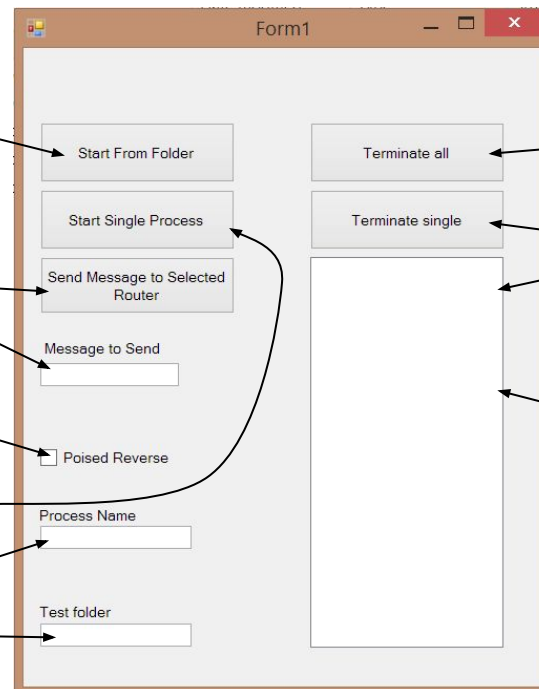 Form1
Start From Folder
Terminate all
Start Single Process
Terminate single
Send Message to Selected
Router
Message to Send
Poised Reverse
Process Name
Test folder